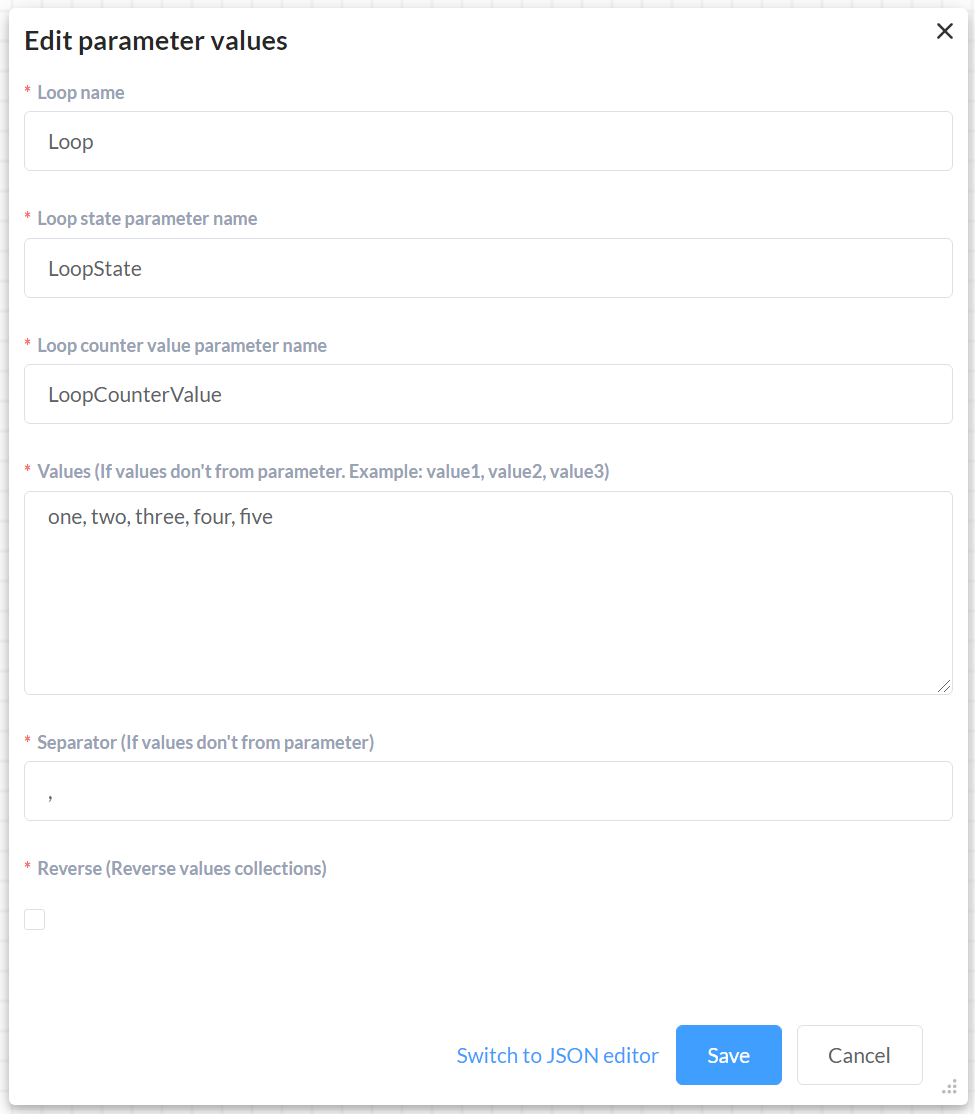 Edit parameter values
* Loop name
Loop
* Loop state parameter name
LoopState
* Loop counter value parameter name
LoopCounterValue
* Values (If values don't from parameter. Example: value1, value2, value3)
one, two, three, four, five
* Separator (If values don't from parameter)
,
* Reverse (Reverse values collections)
Switch to JSON editor Save Cancel